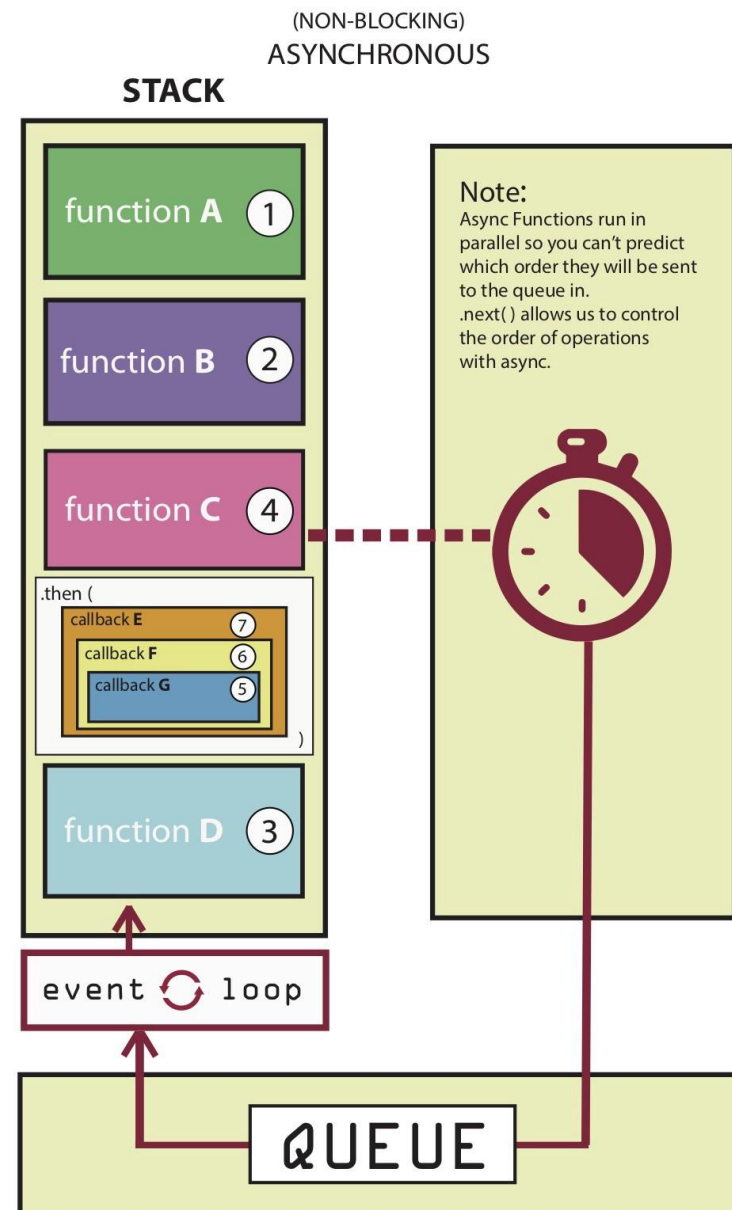 (NON-BLOCKING)
ASYNCHRONOUS
STACK
function A 1
function B 2
function C 4
.then (
callback E 7
callback F 6
callback G 5
)
function D 3
event loop
Note:
Async Functions run in
parallel so you can't predict
which order they will be sent
to the queue in.
.next( ) allows us to control
the order of operations
with async.
QUEUE